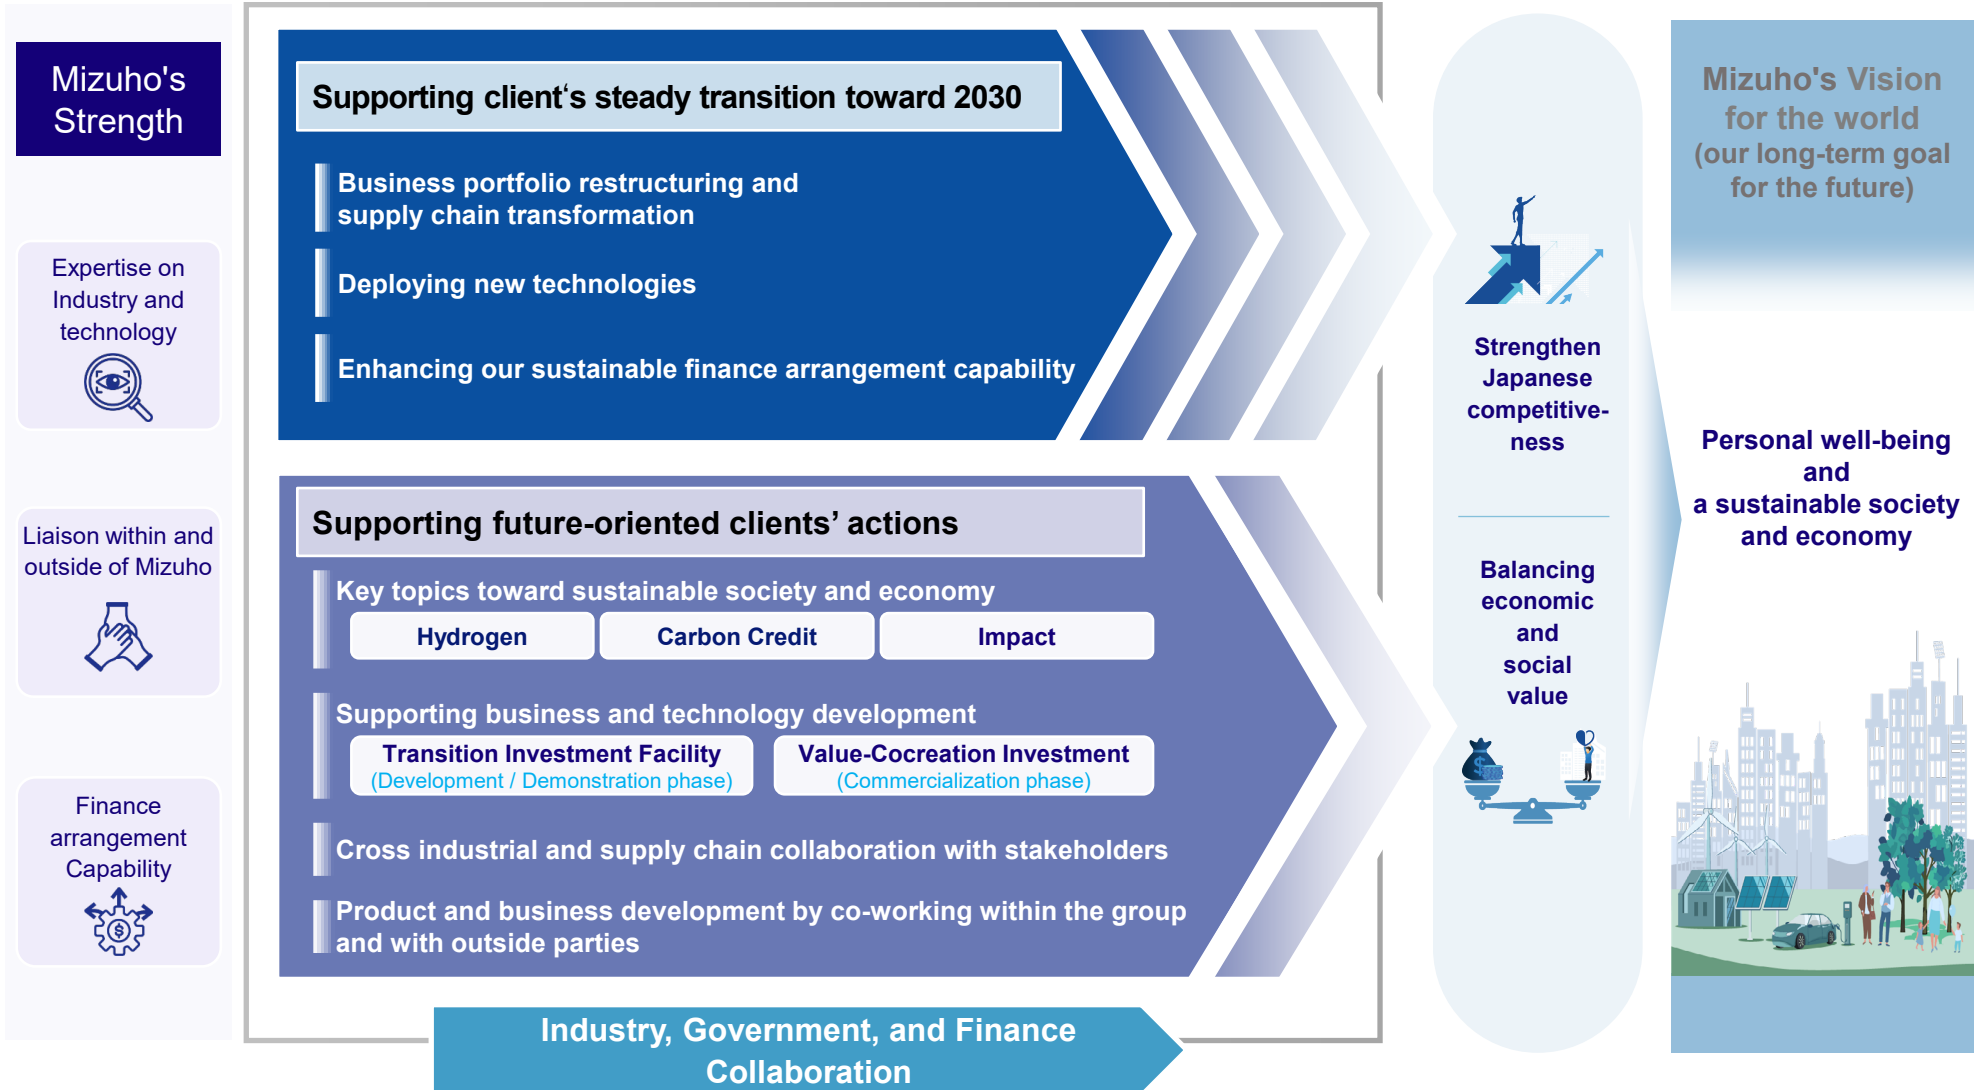 Mizuho's
Strength
Expertise on
Industry and
technology
Liaison within and
outside of Mizuho
Finance
arrangement
Capability
$
Supporting client‘s steady transition toward 2030
Business portfolio restructuring and
supply chain transformation
Deploying new technologies
Enhancing our sustainable finance arrangement capability
Supporting future-oriented clients’ actions
Key topics toward sustainable society and economy
Hydrogen
Carbon Credit
Impact
Supporting business and technology development
Transition Investment Facility
(Development / Demonstration phase)
Value-Cocreation Investment
(Commercialization phase)
Cross industrial and supply chain collaboration with stakeholders
Product and business development by co-working within the group
and with outside parties
Industry, Government, and Finance
Collaboration
Strengthen
Japanese
competitive-
ness
Balancing
economic
and
social
value
$
Mizuho's Vision
for the world
(our long-term goal
for the future)
Personal well-being
and
a sustainable society
and economy